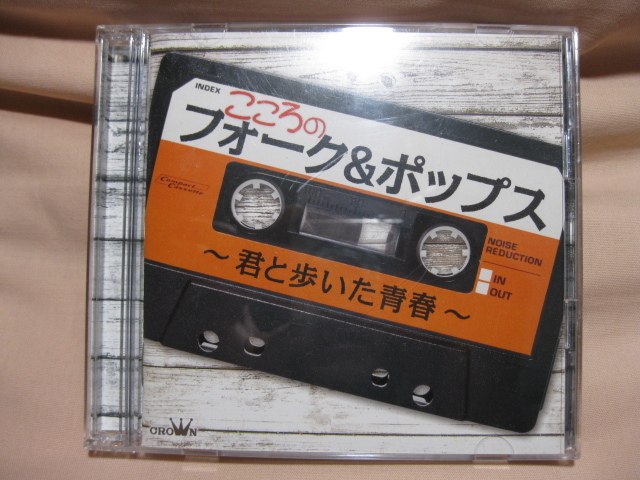 INDEX
こころの
フォーク&ポップス
Compact
Cassette
NOISE
REDUCTION
IN
OUT
～君と歩いた青春～
CROWN